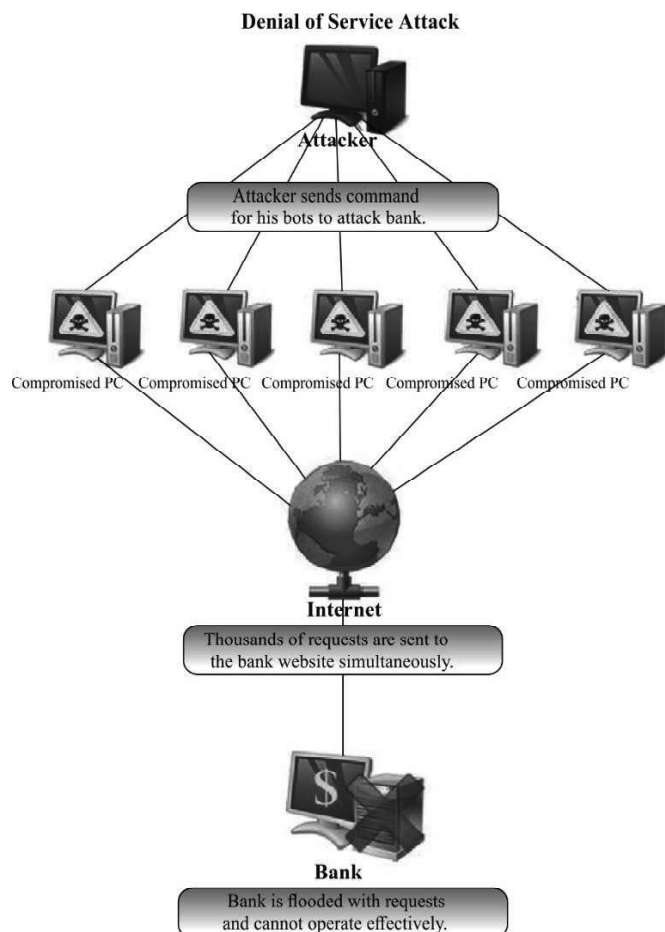 Denial of Service Attack
Attacker
Attacker sends command
for his bots to attack bank.
Compromised PC Compromised PC Compromised PC Compromised PC Compromised PC
Internet
Thousands of requests are sent to
the bank website simultaneously.
$
Bank
Bank is flooded with requests
and cannot operate effectively.